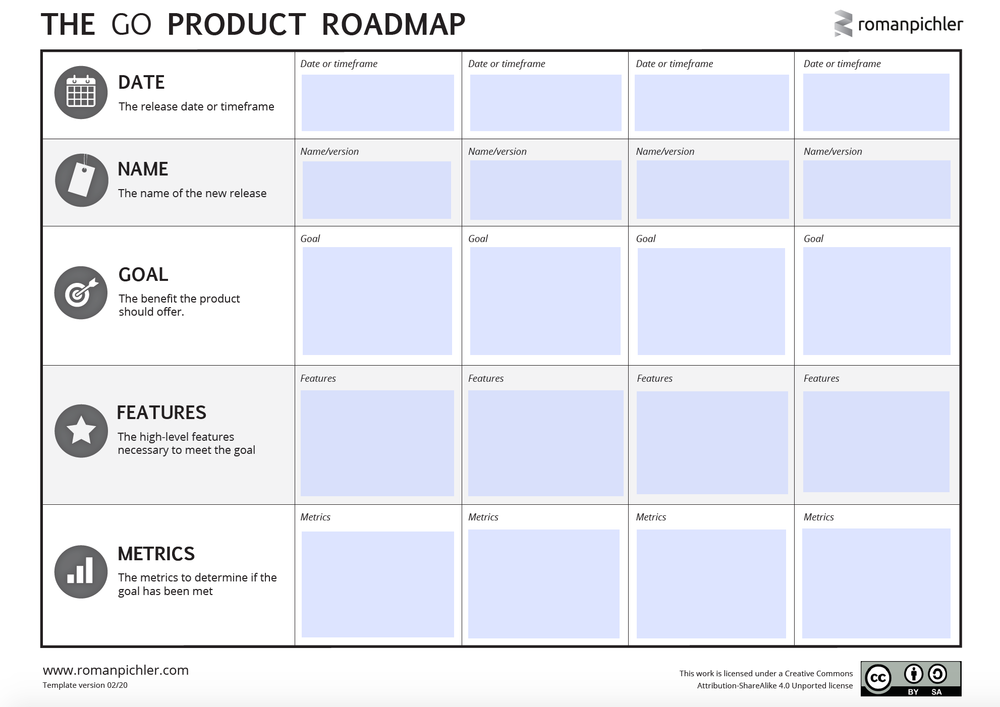 THE GO PRODUCT ROADMAP
romanpichler
DATE
The release date or timeframe
Date or timeframe
Date or timeframe
Date or timeframe
Date or timeframe
NAME
The name of the new release
Name/version
Name/version
Name/version
Name/version
GOAL
The benefit the product
should offer.
Goal
Goal
Goal
Goal
FEATURES
The high-level features
necessary to meet the goal
Features
Features
Features
Features
METRICS
The metrics to determine if the
goal has been met
Metrics
Metrics
Metrics
Metrics
www.romanpichler.com
Template version 02/20
This work is licensed under a Creative Commons
Attribution-ShareAlike 4.0 Unported license
cc
BY SA